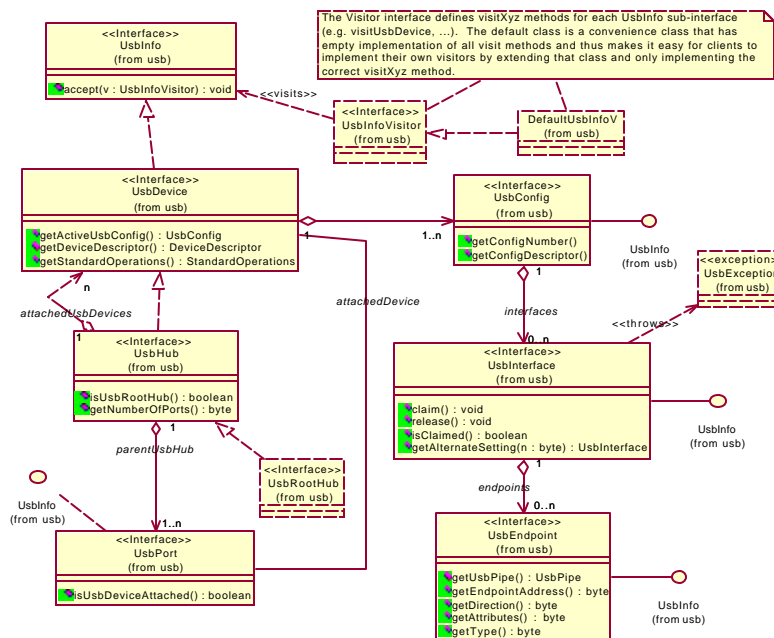 <<Interface>>
UsbInfo
(from usb)
accept(v : UsbInfoVisitor) : void
The Visitor interface defines visitXyz methods for each UsbInfo sub-interface
(e.g. visitUsbDevice, ...). The default class is a convenience class that has
empty implementation of all visit methods and thus makes it easy for clients to
implement their own visitors by extending that class and only implementing the
correct visitXyz method.
<<visits>>
<<Interface>>
UsbInfoVisitor
(from usb)
DefaultUsbInfoV
(from usb)
<<Interface>>
UsbDevice
(from usb)
getActiveUsbConfig() : UsbConfig
getDeviceDescriptor() : DeviceDescriptor
getStandardOperations() : StandardOperations
1
1..n
<<Interface>>
UsbConfig
(from usb)
getConfigNumber()
getConfigDescriptor()
UsbInfo
(from usb)
<<exception>>
UsbException
(from usb)
n
attachedUsbDevices
1
attachedDevice
1
interfaces
0..n
<<throws>>
<<Interface>>
UsbHub
(from usb)
isUsbRootHub() : boolean
getNumberOfPorts() : byte
1
parentUsbHub
1..n
<<Interface>>
UsbInterface
(from usb)
claim() : void
release() : void
isClaimed() : boolean
getAlternateSetting(n : byte) : UsbInterface
UsbInfo
(from usb)
1
endpoints
0..n
<<Interface>>
UsbRootHub
(from usb)
UsbInfo
(from usb)
<<Interface>>
UsbPort
(from usb)
isUsbDeviceAttached() : boolean
<<Interface>>
UsbEndpoint
(from usb)
getUsbPipe() : UsbPipe
getEndpointAddress() : byte
getDirection() : byte
getAttributes() : byte
getType() : byte
UsbInfo
(from usb)